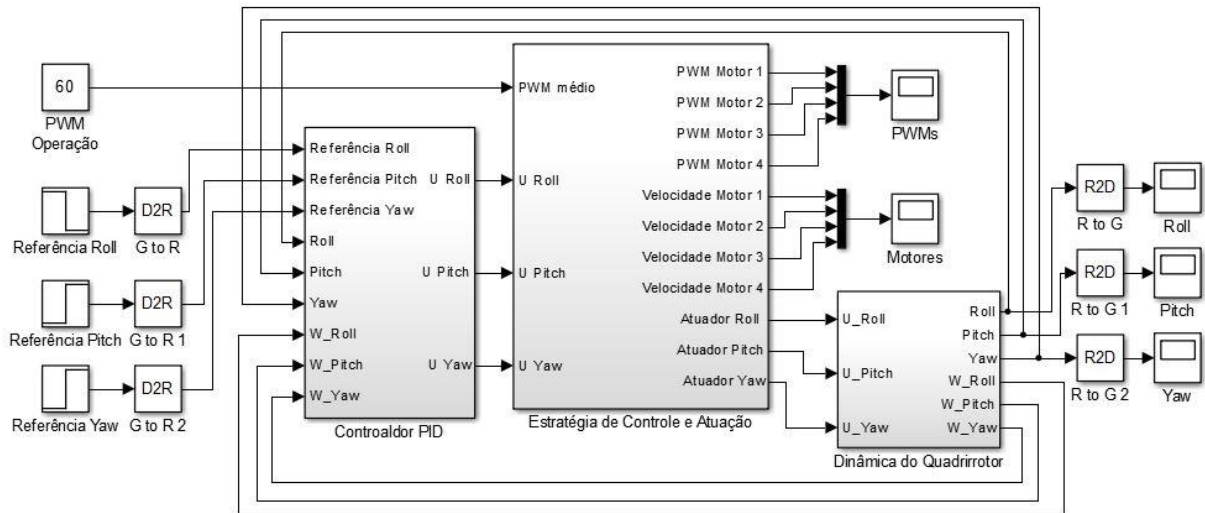 60
PWM
Operação
Referência Roll
D2R
G to R
Referência Pitch
D2R
G to R 1
Referência Yaw
D2R
G to R 2
Referência Roll
Referência Pitch
Referência Yaw
Roll
Pitch
Yaw
W_Roll
W_Pitch
W_Yaw
U Roll
U Pitch
U Yaw
Controaldor PID
PWM médio
U Roll
U Pitch
U Yaw
PWM Motor 1
PWM Motor 2
PWM Motor 3
PWM Motor 4
Velocidade Motor 1
Velocidade Motor 2
Velocidade Motor 3
Velocidade Motor 4
Atuador Roll
Atuador Pitch
Atuador Yaw
Estratégia de Controle e Atuação
PWMs
Motores
U_Roll
U_Pitch
U_Yaw
Roll
Pitch
Yaw
W_Roll
W_Pitch
W_Yaw
Dinâmica do Quadrirrotor
R2D
R to G
Roll
R2D
R to G 1
Pitch
R2D
R to G 2
Yaw